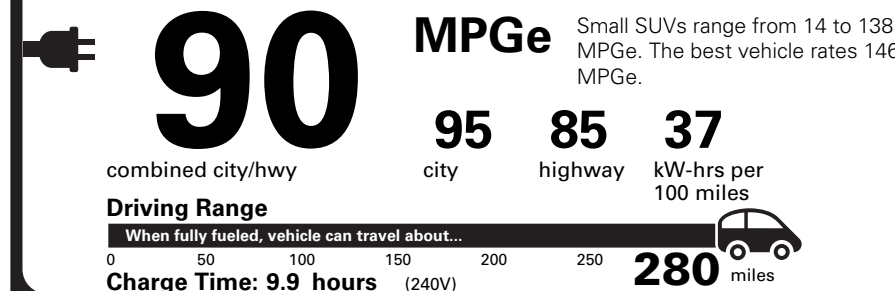 90
MPGe
Small SUVs range from 14 to 138
MPGe. The best vehicle rates 146
MPGe.
95 85 37
combined city/hwy city highway kW-hrs per
100 miles
Driving Range
When fully fueled, vehicle can travel about...
0 50 100 150 200 250 280 miles
Charge Time: 9.9 hours (240V)